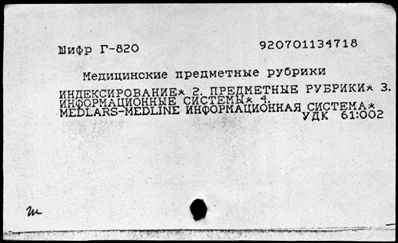 Шифр Г-820 920701134718
Медицинские предметные рубрики
ИНДЕКСИРОВАНИЕ* 2. ПРЕДМЕТНЫЕ РУБРИКИ* 3.
ИНФОРМАЦИОННЫЕ СИСТЕМЫ* 4.
MEDLARS-MEDLINE ИНФОРМАЦИОННАЯ СИСТЕМА*
УДК 61:002